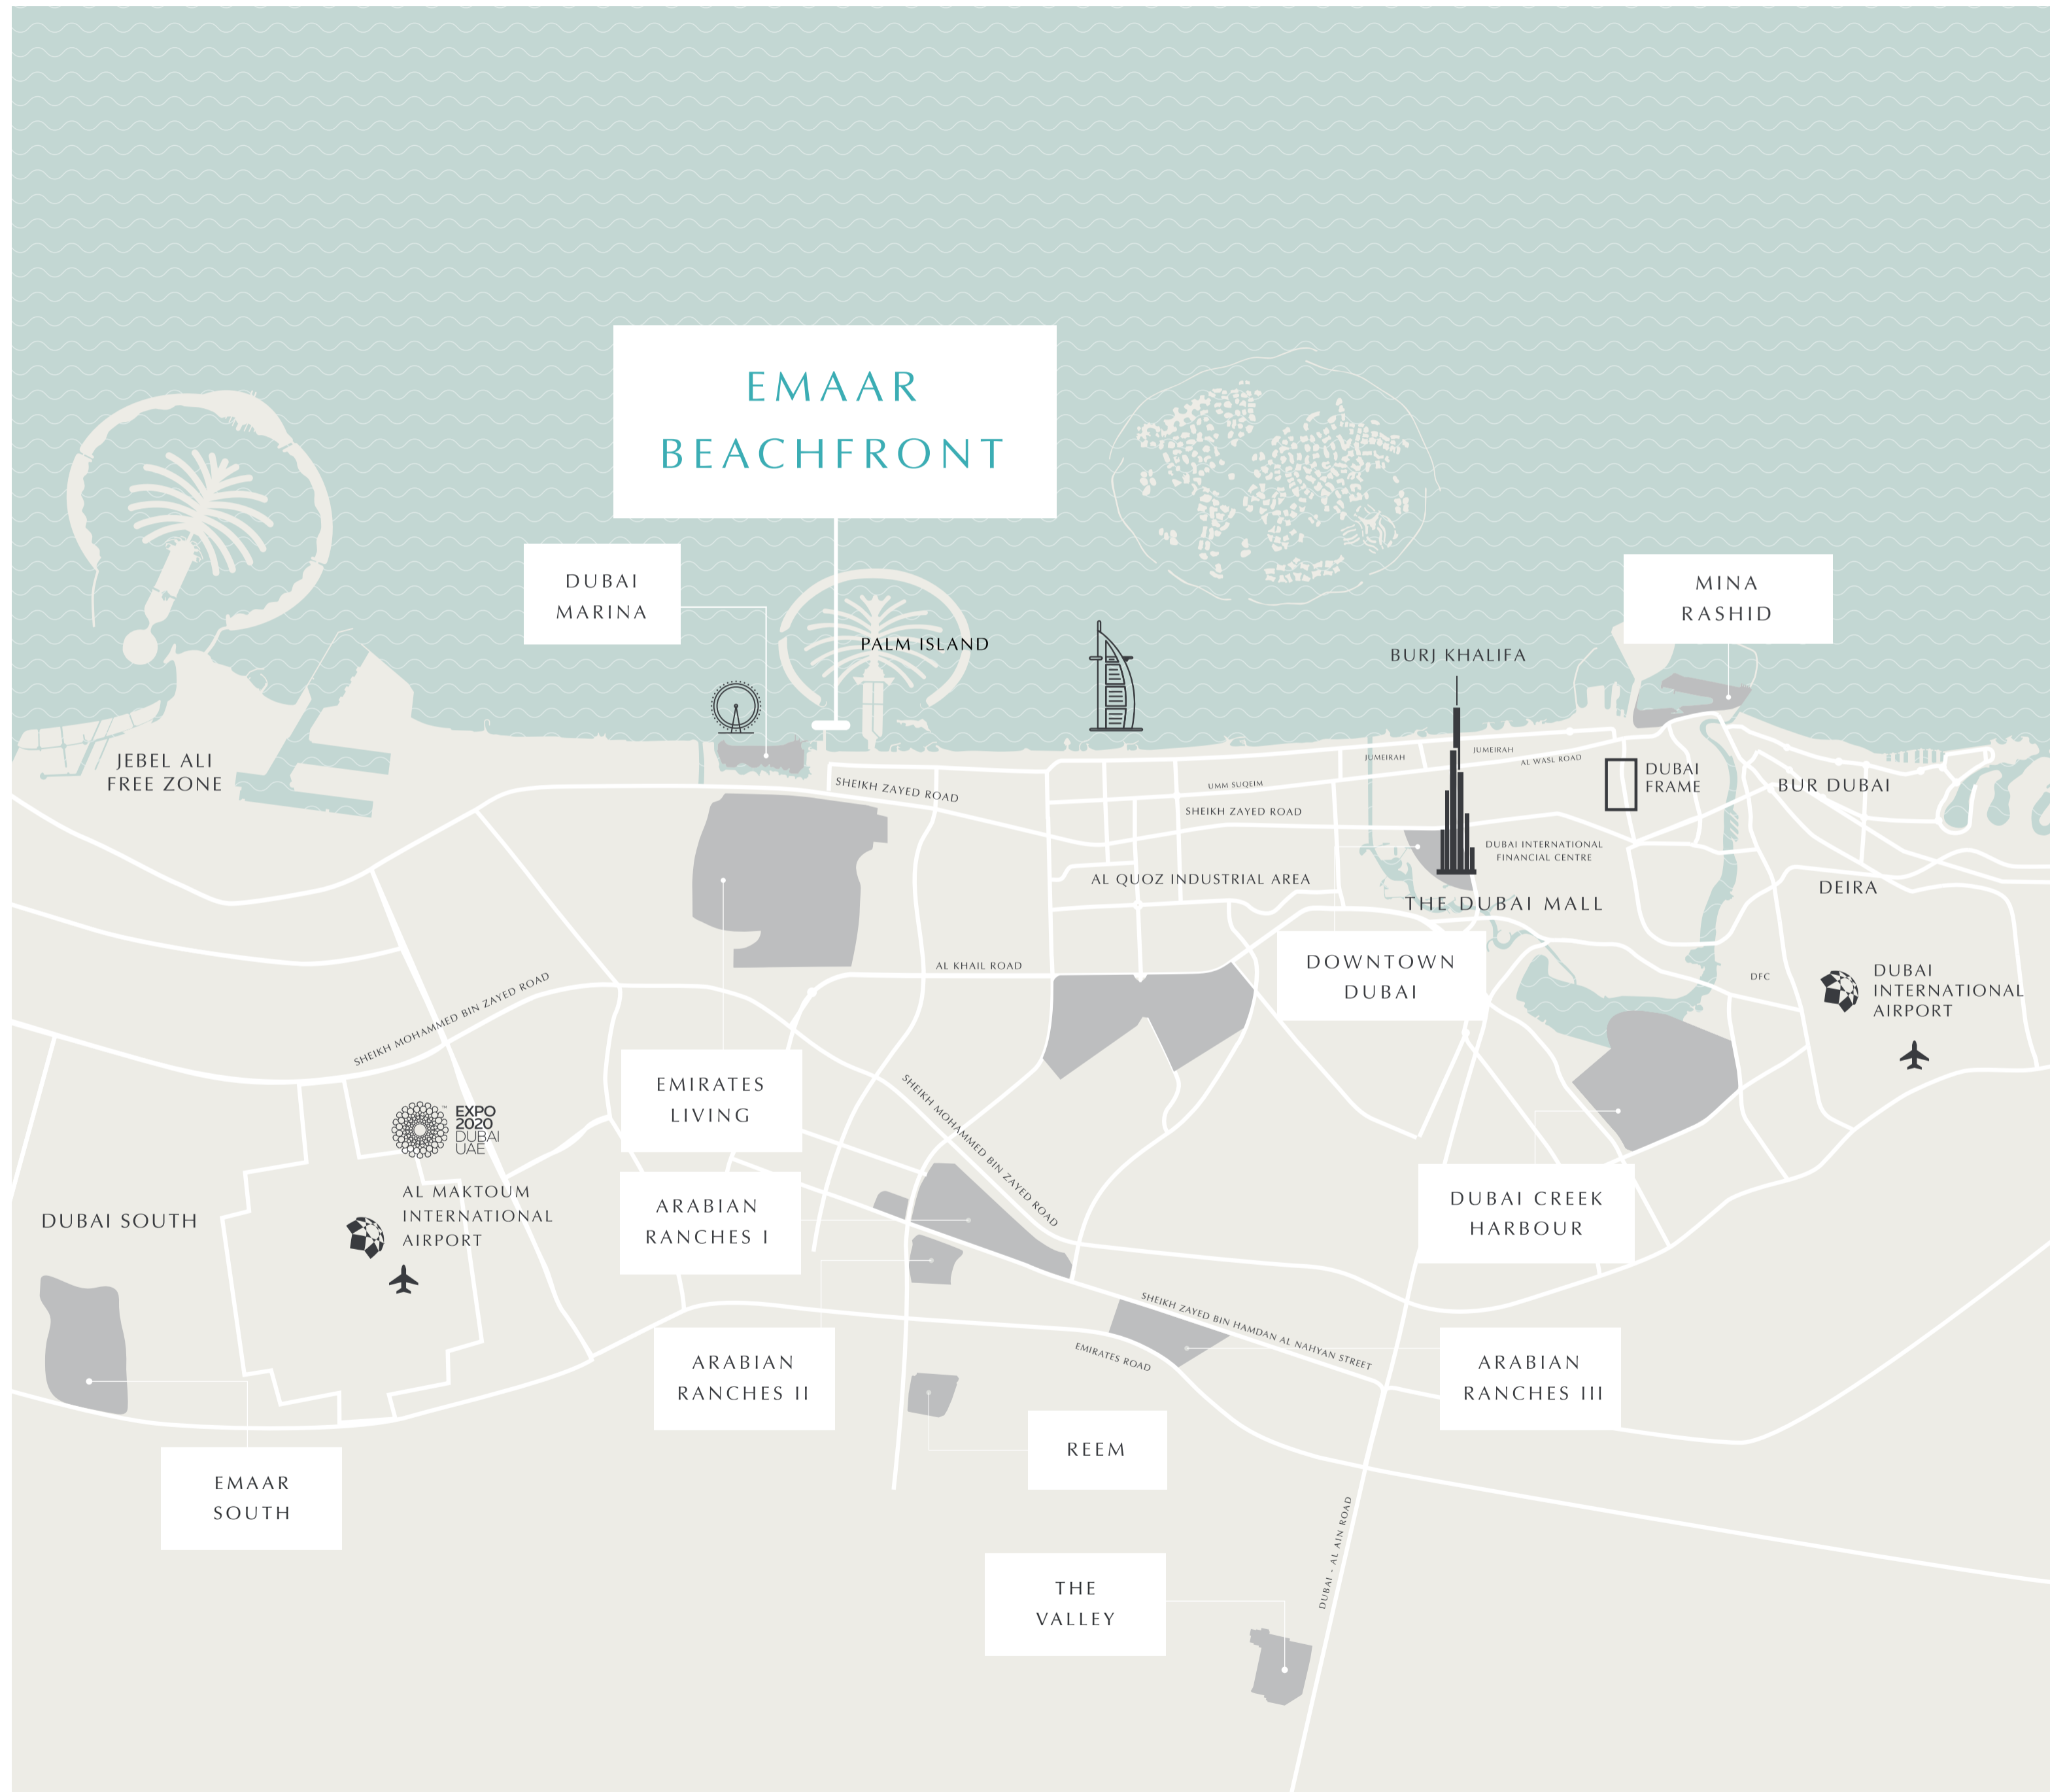 EMAAR
BEACHFRONT
DUBAI
MARINA
MINA
RASHID
PALM ISLAND
BURJ KHALIFA
JEBEL ALI
FREE ZONE
SHEIKH ZAYED ROAD
JUMEIRAH
JUMEIRAH
AL WASL ROAD
DUBAI
FRAME
BUR DUBAI
UMM SUQEIM
SHEIKH ZAYED ROAD
DUBAI INTERNATIONAL
FINANCIAL CENTRE
AL QUOZ INDUSTRIAL AREA
THE DUBAI MALL
DEIRA
AL KHAIL ROAD
DOWNTOWN
DUBAI
DFC
DUBAI
INTERNATIONAL
AIRPORT
SHEIKH MOHAMMED BIN ZAYED ROAD
EMIRATES
LIVING
SHEIKH MOHAMMED BIN ZAYED ROAD
EXPO
2020
DUBAI
UAE
™
AL MAKTOUM
INTERNATIONAL
AIRPORT
DUBAI SOUTH
ARABIAN
RANCHES I
DUBAI CREEK
HARBOUR
SHEIKH ZAYED BIN HAMDAN AL NAHYAN STREET
EMIRATES ROAD
ARABIAN
RANCHES II
ARABIAN
RANCHES III
REEM
EMAAR
SOUTH
DUBAI - AL AIN ROAD
THE
VALLEY